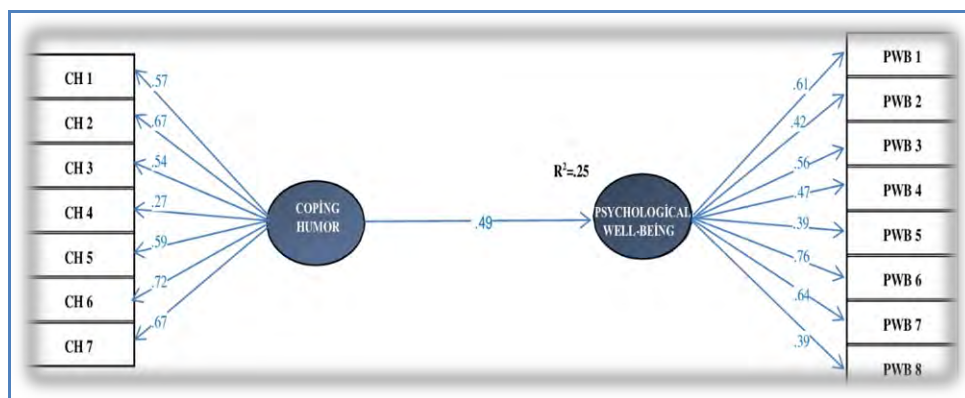 CH 1
CH 2
CH 3
CH 4
CH 5
CH 6
CH 7
.57
.67
.54
.27
.59
.72
.67
COPİNG
HUMOR
.49
R²=.25
PSYCHOLOGİCAL
WELL-BEİNG
.61
.42
.56
.47
.39
.76
.64
.39
PWB 1
PWB 2
PWB 3
PWB 4
PWB 5
PWB 6
PWB 7
PWB 8